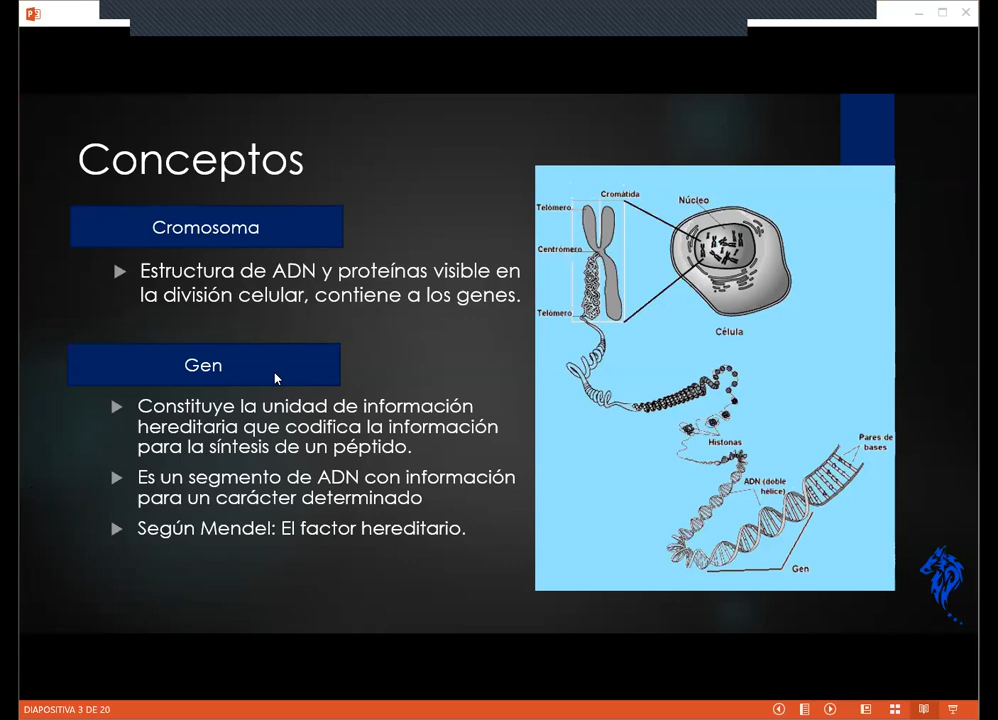 Conceptos
Cromosoma
Estructura de ADN y proteínas visible en
la división celular, contiene a los genes.
Gen
Constituye la unidad de información
hereditaria que codifica la información
para la síntesis de un péptido.
Es un segmento de ADN con información
para un carácter determinado
Según Mendel: El factor hereditario.
Cromátida
Telómero
Núcleo
Centrómero
Telómero
Célula
Histonas
Pares de
bases
ADN (doble
hélice)
Gen
DIAPOSITIVA 3 DE 20